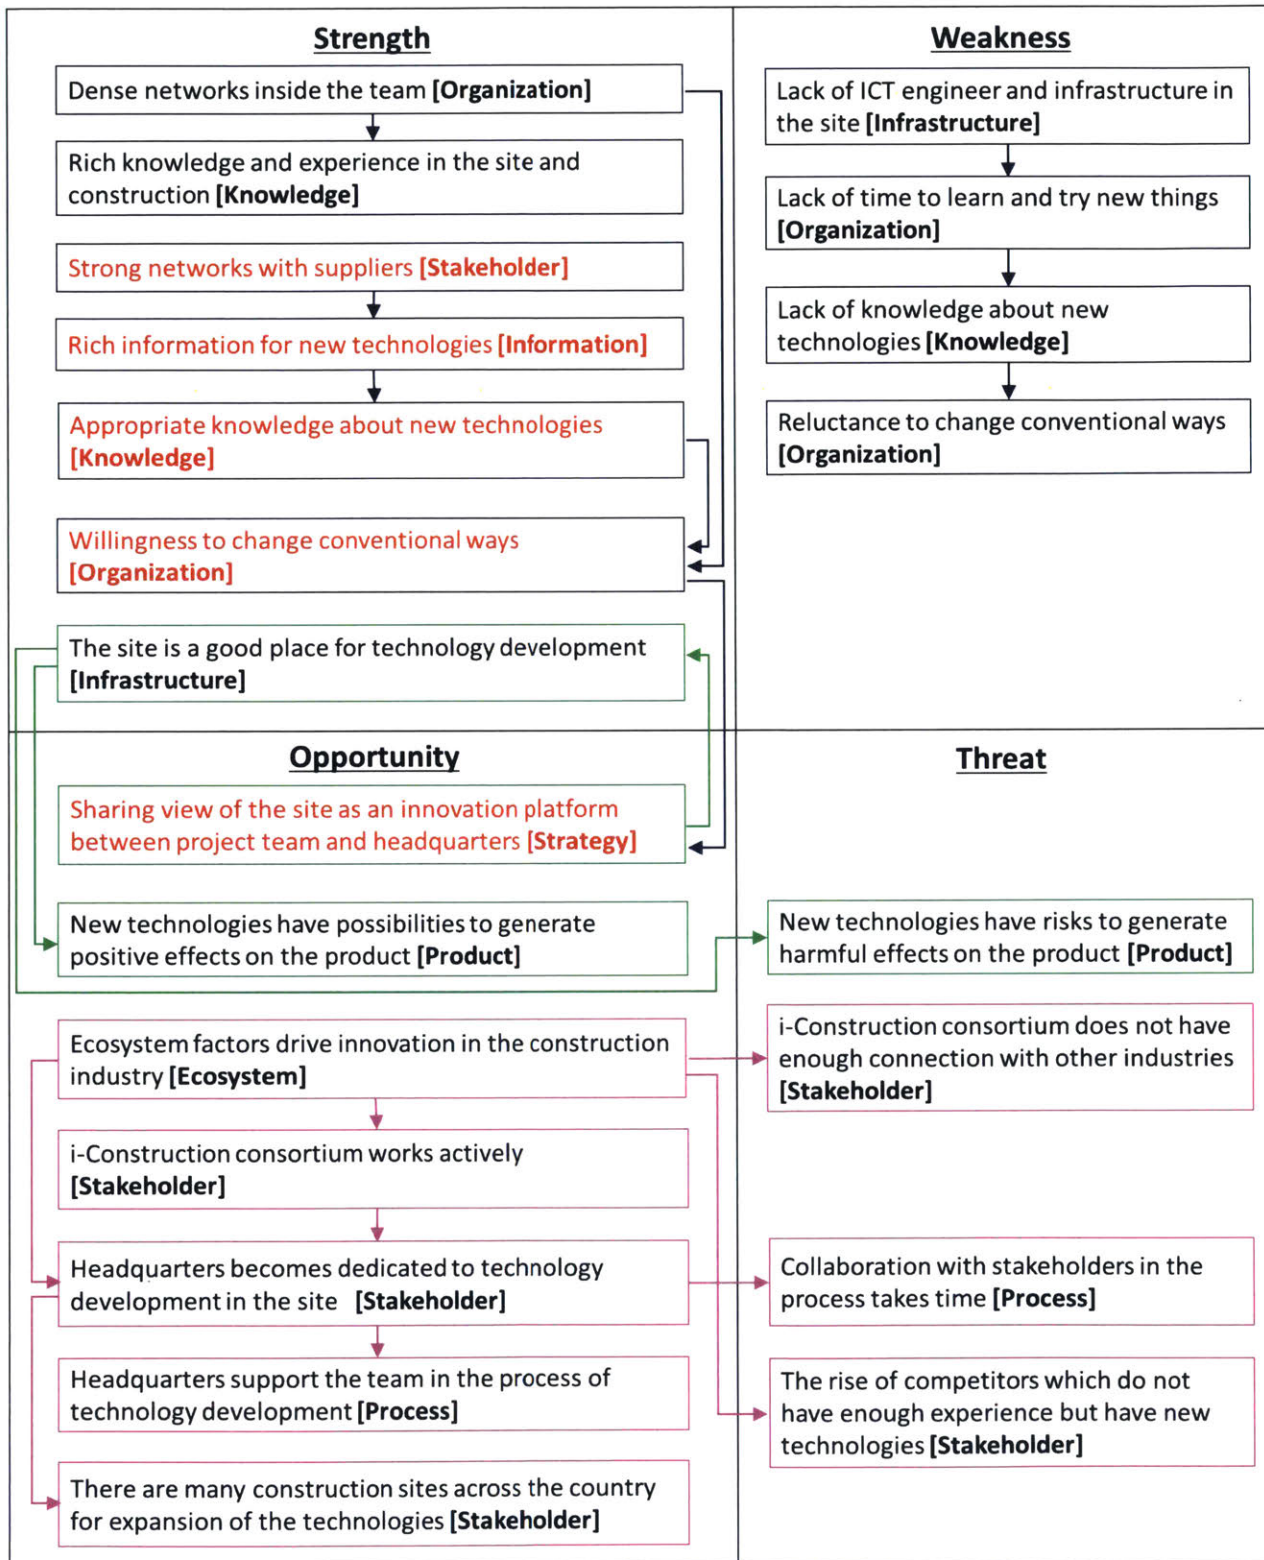 Strength
Dense networks inside the team [Organization]
Rich knowledge and experience in the site and
construction [Knowledge]
Strong networks with suppliers [Stakeholder]
Rich information for new technologies [Information]
Appropriate knowledge about new technologies
[Knowledge]
Willingness to change conventional ways
[Organization]
The site is a good place for technology development
[Infrastructure]
Weakness
Lack of ICT engineer and infrastructure in
the site [Infrastructure]
Lack of time to learn and try new things
[Organization]
Lack of knowledge about new
technologies [Knowledge]
Reluctance to change conventional ways
[Organization]
Opportunity
Sharing view of the site as an innovation platform
between project team and headquarters [Strategy]
New technologies have possibilities to generate
positive effects on the product [Product]
Ecosystem factors drive innovation in the construction
industry [Ecosystem]
i-Construction consortium works actively
[Stakeholder]
Headquarters becomes dedicated to technology
development in the site [Stakeholder]
Headquarters support the team in the process of
technology development [Process]
There are many construction sites across the country
for expansion of the technologies [Stakeholder]
Threat
New technologies have risks to generate
harmful effects on the product [Product]
i-Construction consortium does not have
enough connection with other industries
[Stakeholder]
Collaboration with stakeholders in the
process takes time [Process]
The rise of competitors which do not
have enough experience but have new
technologies [Stakeholder]